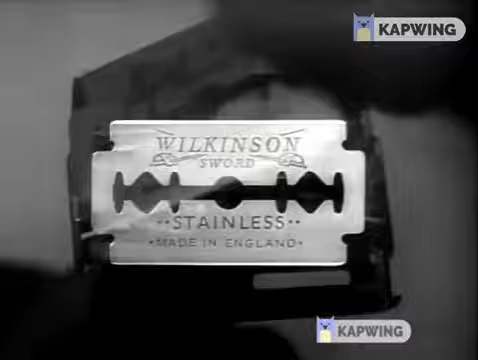 KAPWING
WILKINSON
SWORD
··STAINLESS··
·MADE IN ENGLAND·
KAPWING